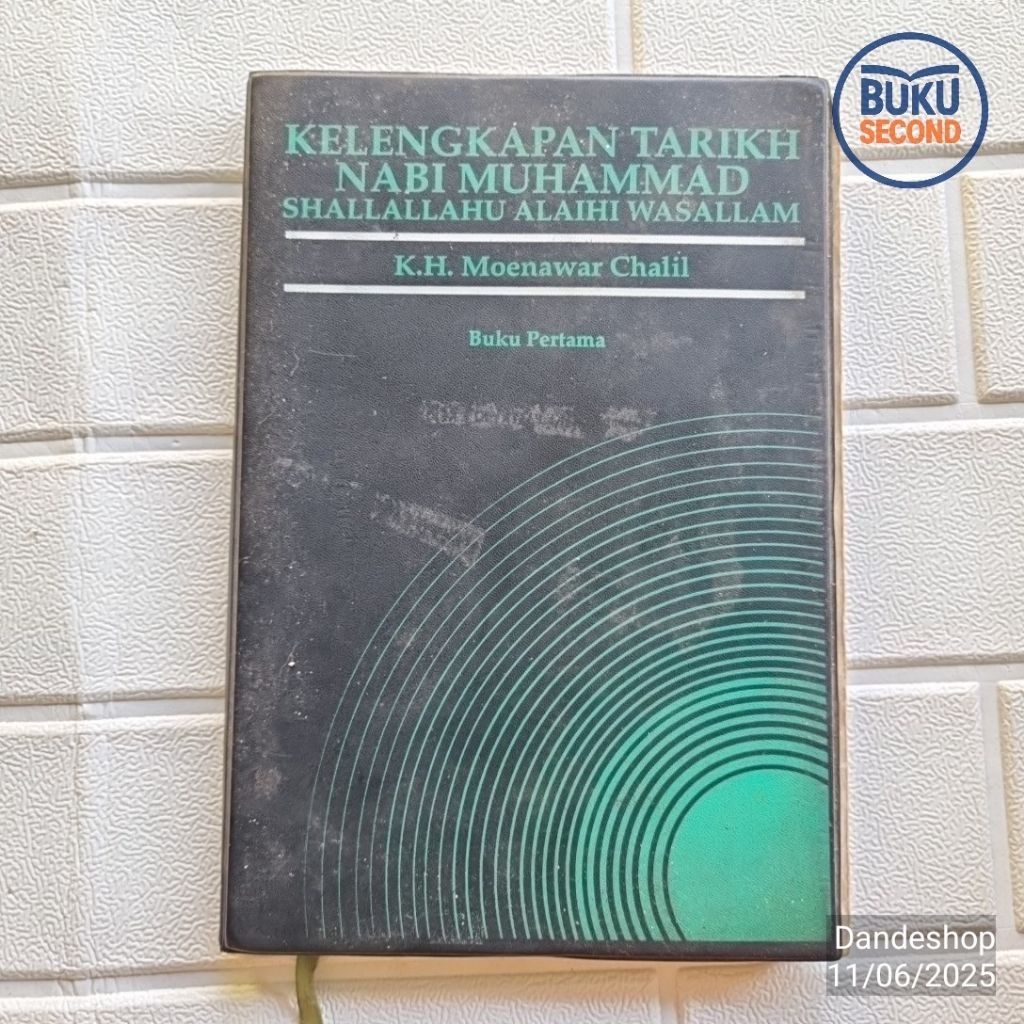 BUKU
SECOND
KELENGKAPAN TARIKH
NABI MUHAMMAD
SHALLALLAHU ALAIHI WASALLAM
K.H. Moenawar Chalil
Buku Pertama
Dandeshop
11/06/2025